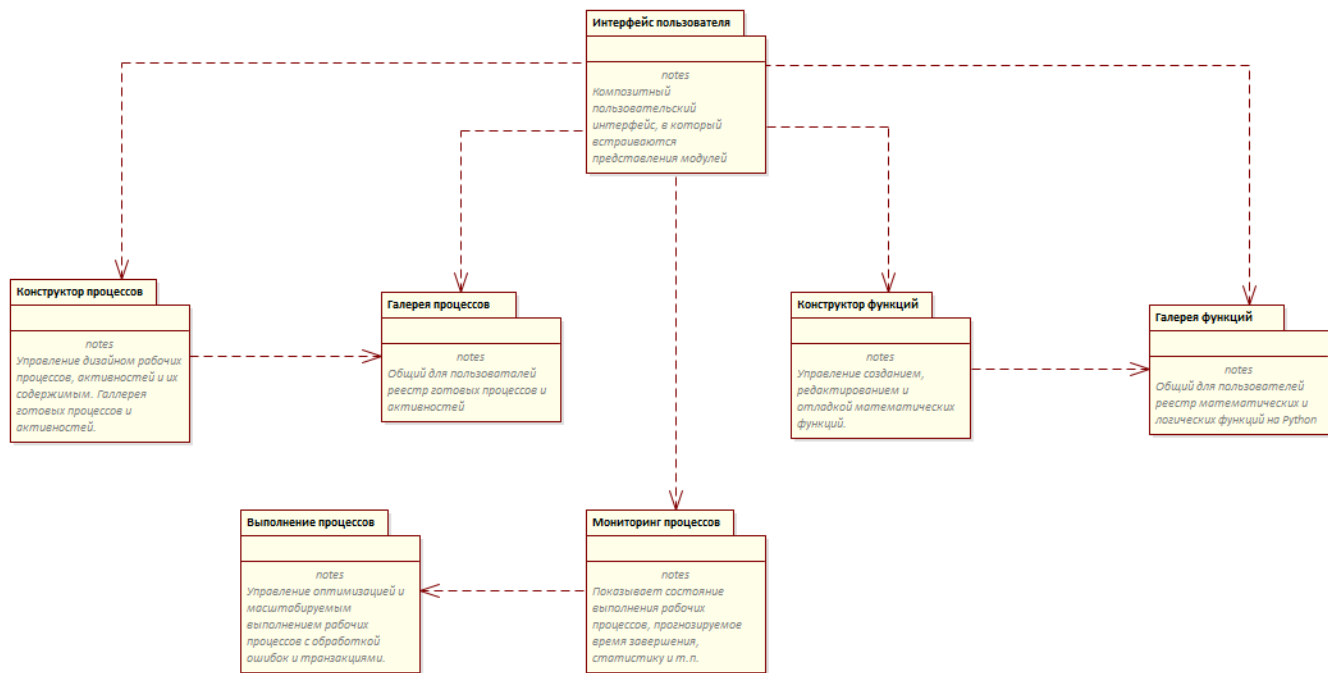 Интерфейс пользователя
notes
Композитный
пользовательский
интерфейс, в который
встраиваются
представления модулей
Конструктор процессов
notes
Управление дизайном рабочих
процессов, активностей и их
содержимым. Галлерея
готовых процессов и
активностей.
Галерея процессов
notes
Общий для пользоваталей
реестр готовых процессов и
активностей
Конструктор функций
notes
Управление созданием,
редактированием и
отладкой математических
функций.
Галерея функций
notes
Общий для пользователей
реестр математических и
логических функций на Python
Выполнение процессов
notes
Управление оптимизацией и
масштабируемым
выполнением рабочих
процессов с обработкой
ошибок и транзакциями.
Мониторинг процессов
notes
Показывает состояние
выполнения рабочих
процессов, прогнозируемое
время завершения,
статистику и т.п.